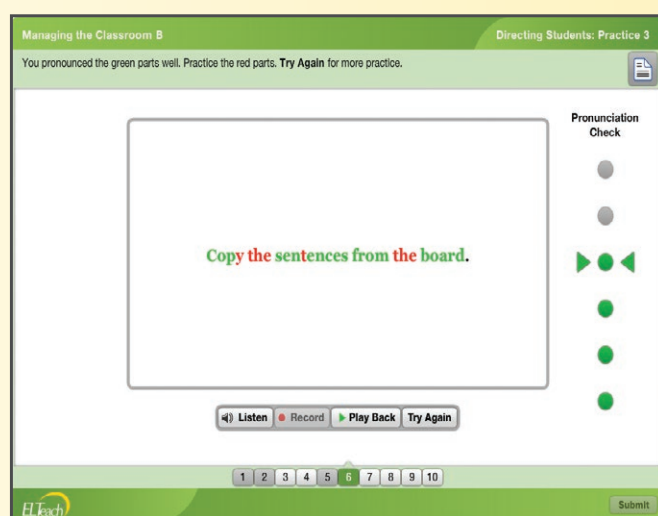 Managing the Classroom B
Directing Students: Practice 3
You pronounced the green parts well. Practice the red parts. Try Again for more practice.
Pronunciation
Check
Copy the sentences from the board.
Listen Record Play Back Try Again
1 2 3 4 5 6 7 8 9 10
ELTeach
Submit